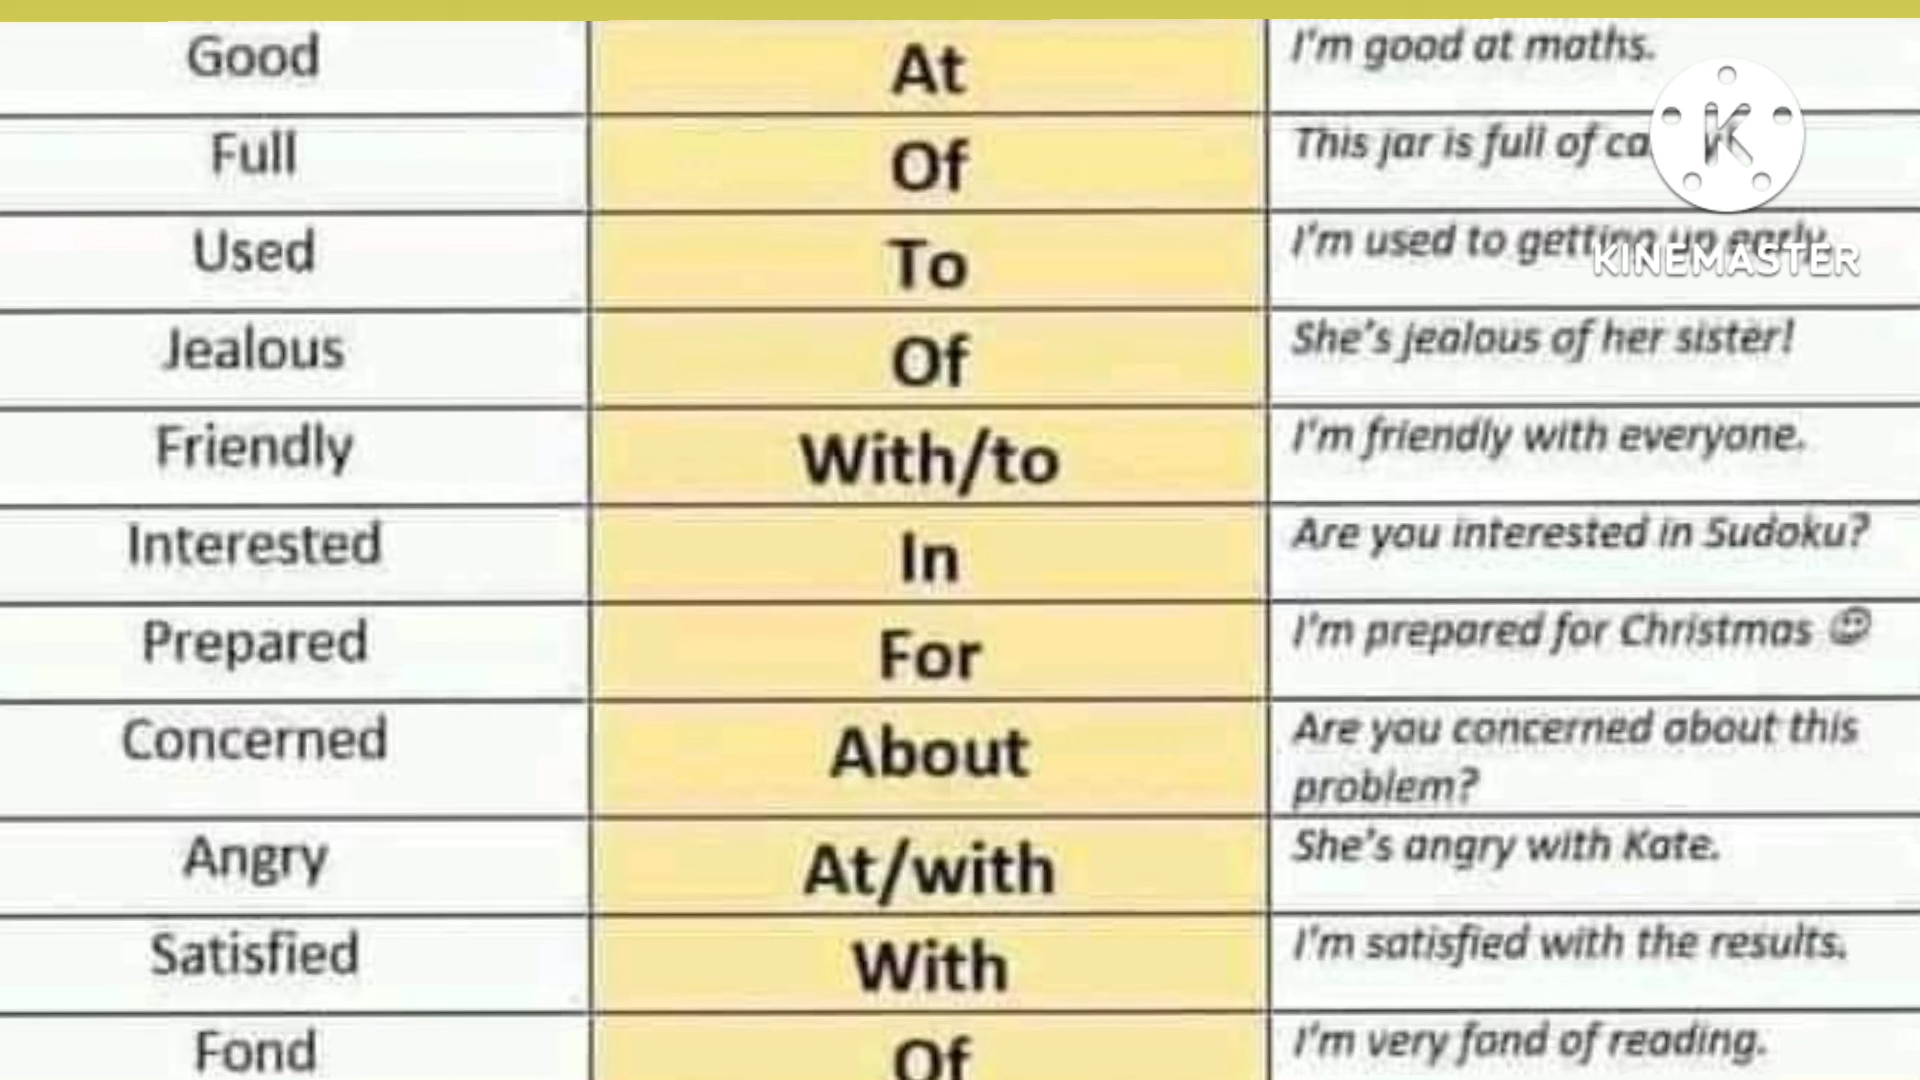 Good At I'm good at maths.
Full Of This jar is full of
Used To I'm used to getting up early.
Jealous Of She's jealous of her sister!
Friendly With/to I'm friendly with everyone.
Interested In Are you interested in Sudoku?
Prepared For I'm prepared for Christmas ☺
Concerned About Are you concerned about this
problem?
Angry At/with She's angry with Kate.
Satisfied With I'm satisfied with the results.
Fond Of I'm very fond of reading.
K
KINEMASTER